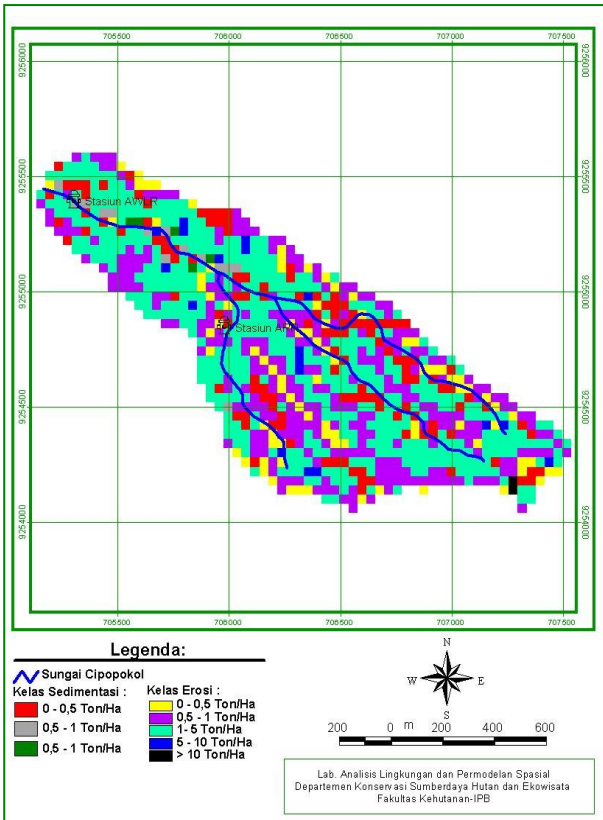 706500 706000 706500 707000 707500
9256000 9256000
9255500 9255500
Stasiun AWLR
9255000 9255000
Stasiun ARR
9254500 9254500
9254000 9254000
706500 706000 706500 707000 707500
Legenda:
Sungai Cipopokol
Kelas Sedimentasi :
0 - 0,5 Ton/Ha
0,5 - 1 Ton/Ha
0,5 - 1 Ton/Ha
Kelas Erosi :
0 - 0,5 Ton/Ha
0,5 - 1 Ton/Ha
1- 5 Ton/Ha
5 - 10 Ton/Ha
> 10 Ton/Ha
N
W E
S
200 0 m 200 400 600
Lab. Analisis Lingkungan dan Permodelan Spasial
Departemen Konservasi Sumberdaya Hutan dan Ekowisata
Fakultas Kehutanan-IPB